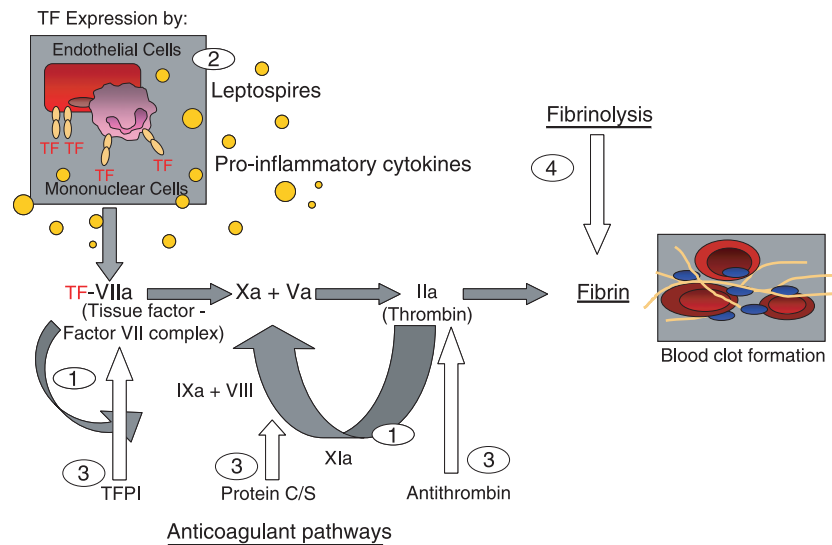 TF Expression by:
Endothelial Cells
2
Leptospires
TF TF
TF
TF
Pro-inflammatory cytokines
Mononuclear Cells
Fibrinolysis
4
TF-VIIa
(Tissue factor -
Factor VII complex)
Xa + Va
IIa
(Thrombin)
Fibrin
Blood clot formation
1
IXa + VIII
1
XIa
3
TFPI
3
Protein C/S
3
Antithrombin
Anticoagulant pathways